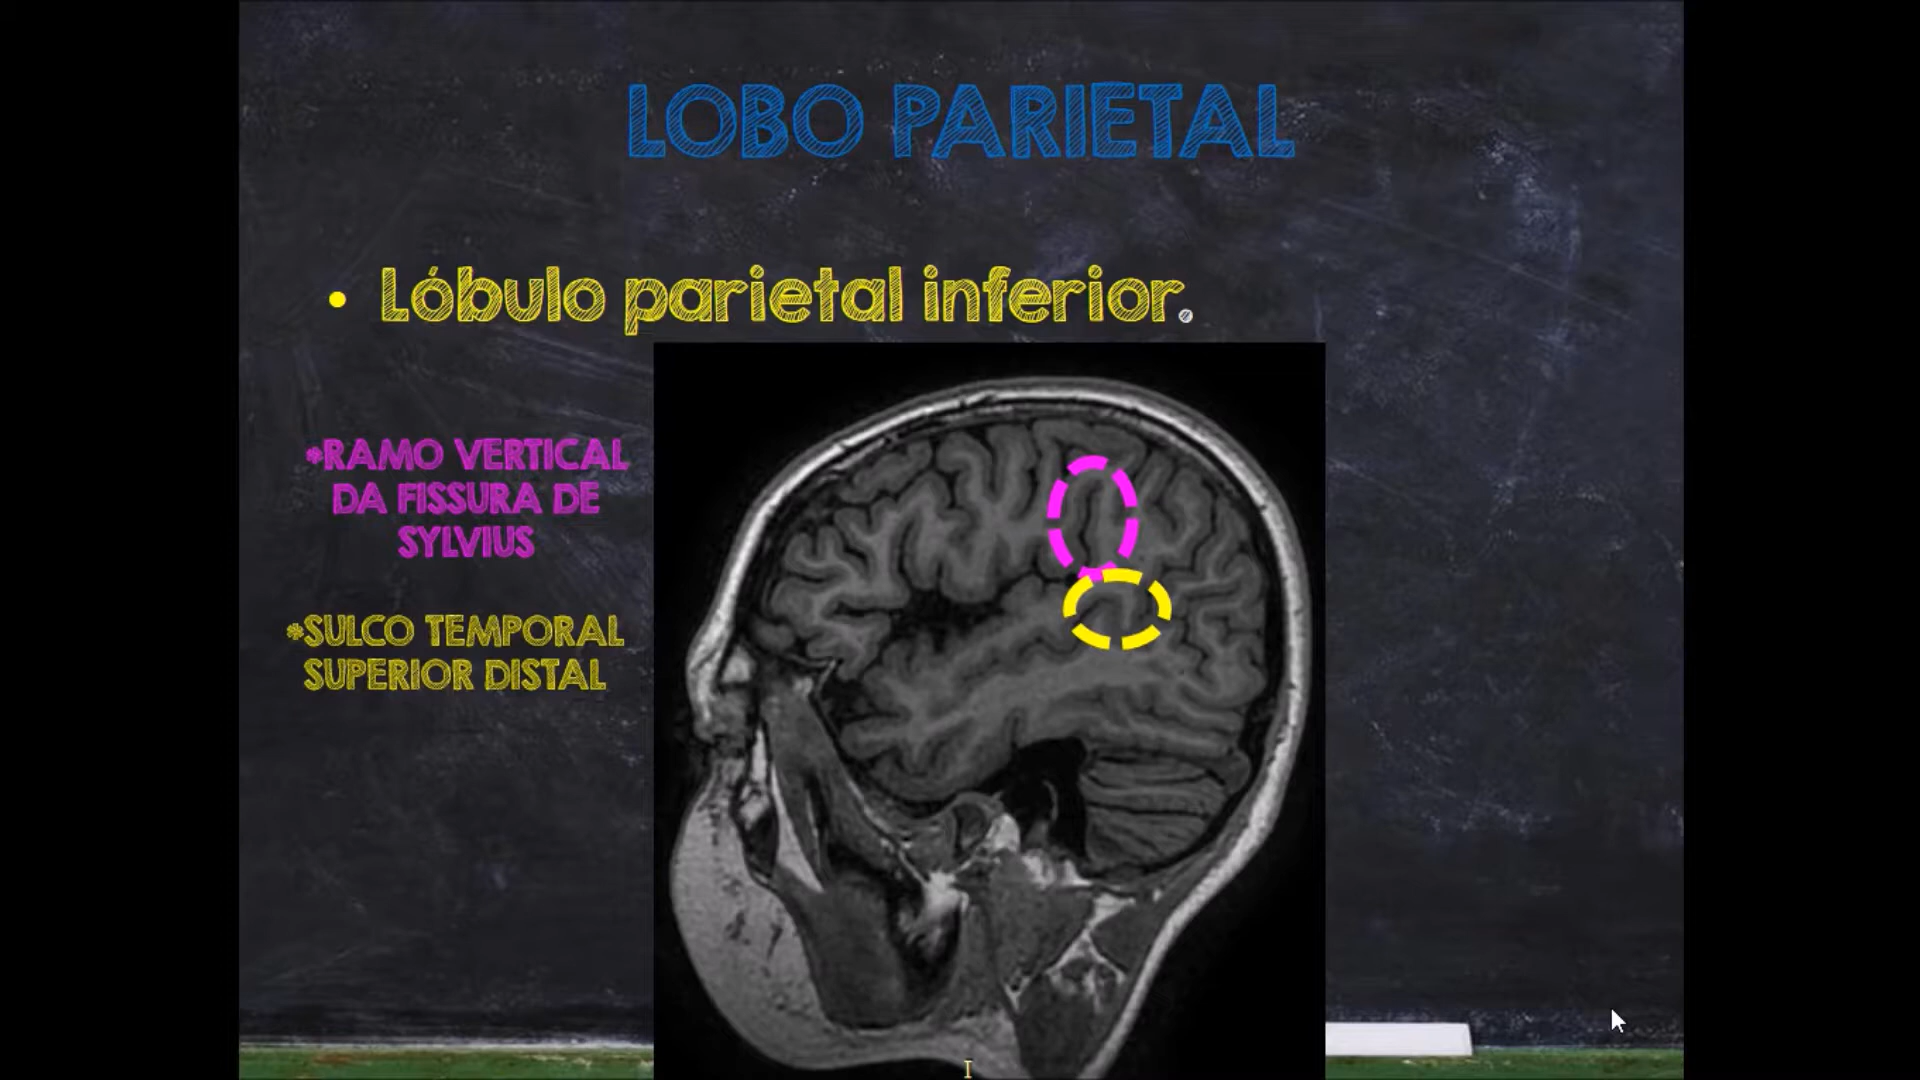 LOBO PARIETAL
• Lóbulo parietal inferior.
*RAMO VERTICAL
DA FISSURA DE
SYLVIUS
*SULCO TEMPORAL
SUPERIOR DISTAL